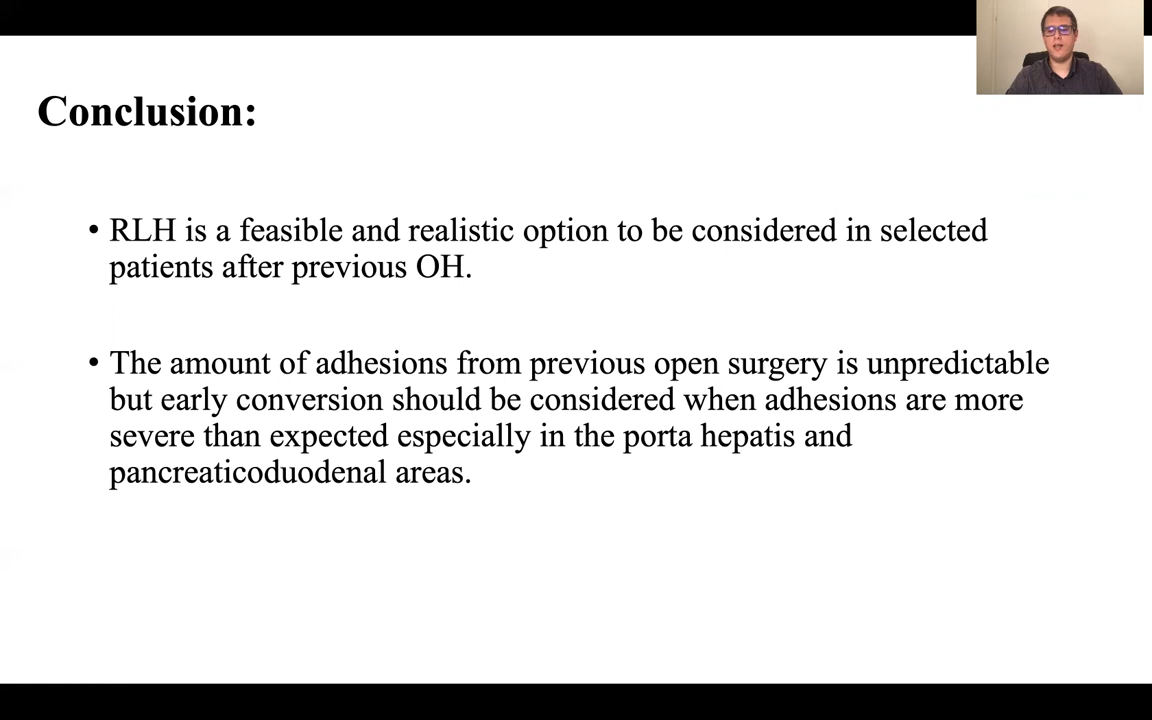 Conclusion:
• RLH is a feasible and realistic option to be considered in selected
patients after previous OH.
• The amount of adhesions from previous open surgery is unpredictable
but early conversion should be considered when adhesions are more
severe than expected especially in the porta hepatis and
pancreaticoduodenal areas.